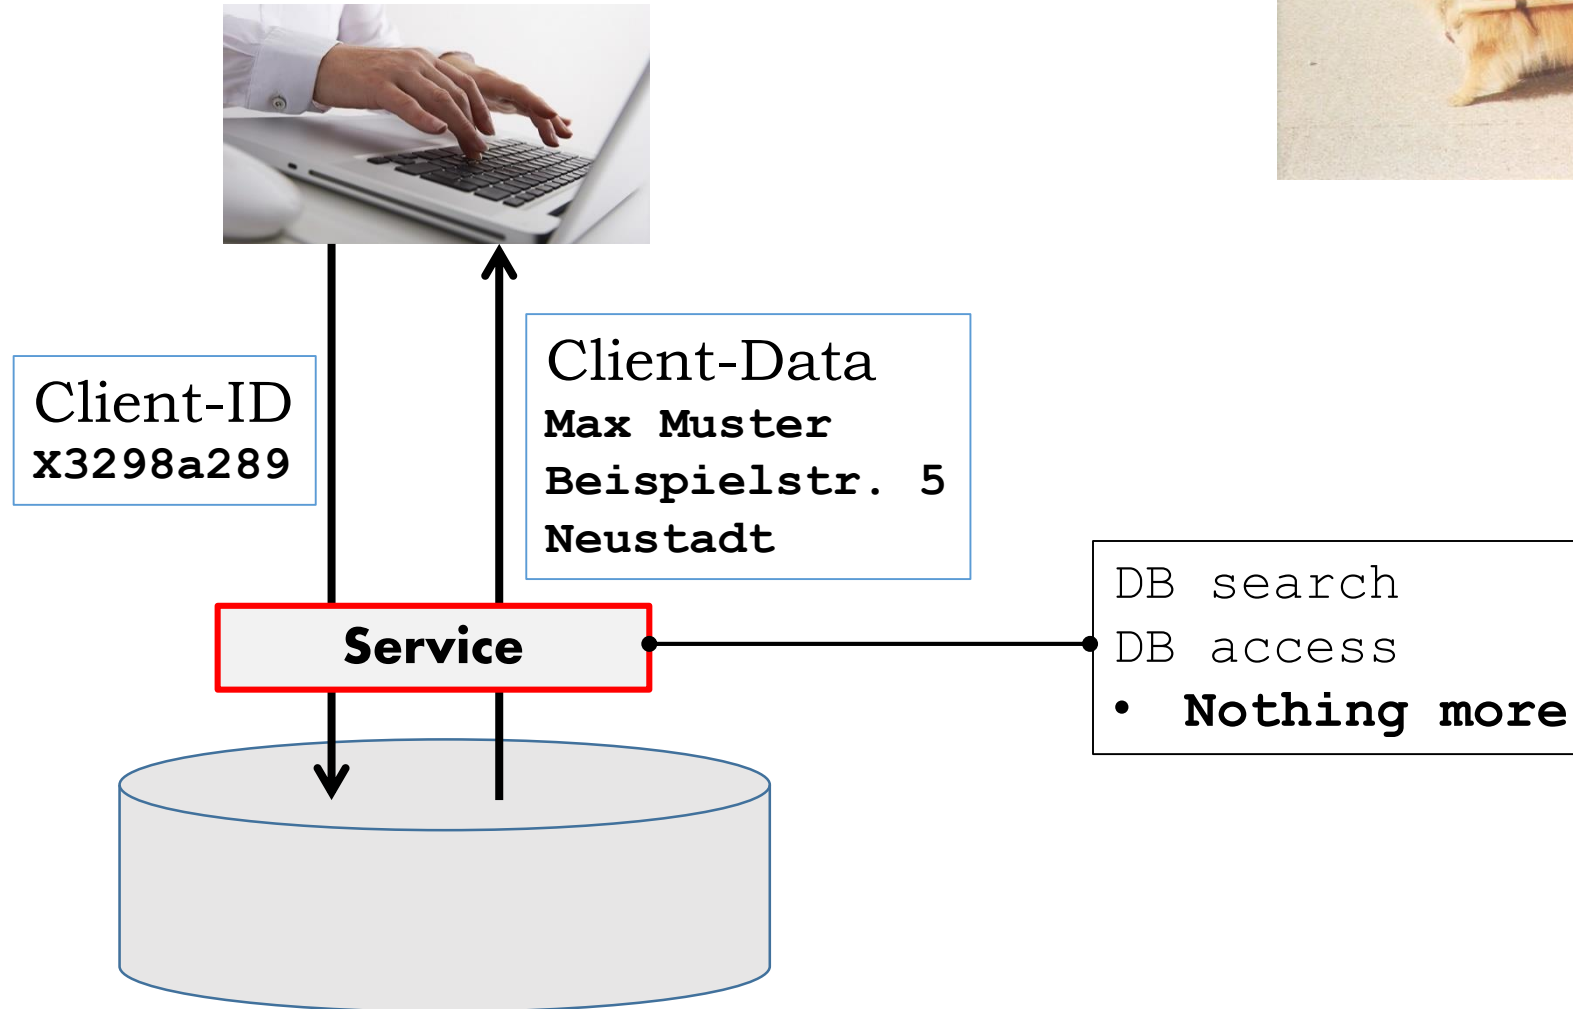 Client-ID
X3298a289
Client-Data
Max Muster
Beispielstr. 5
Neustadt
Service
DB search
DB access
• Nothing more